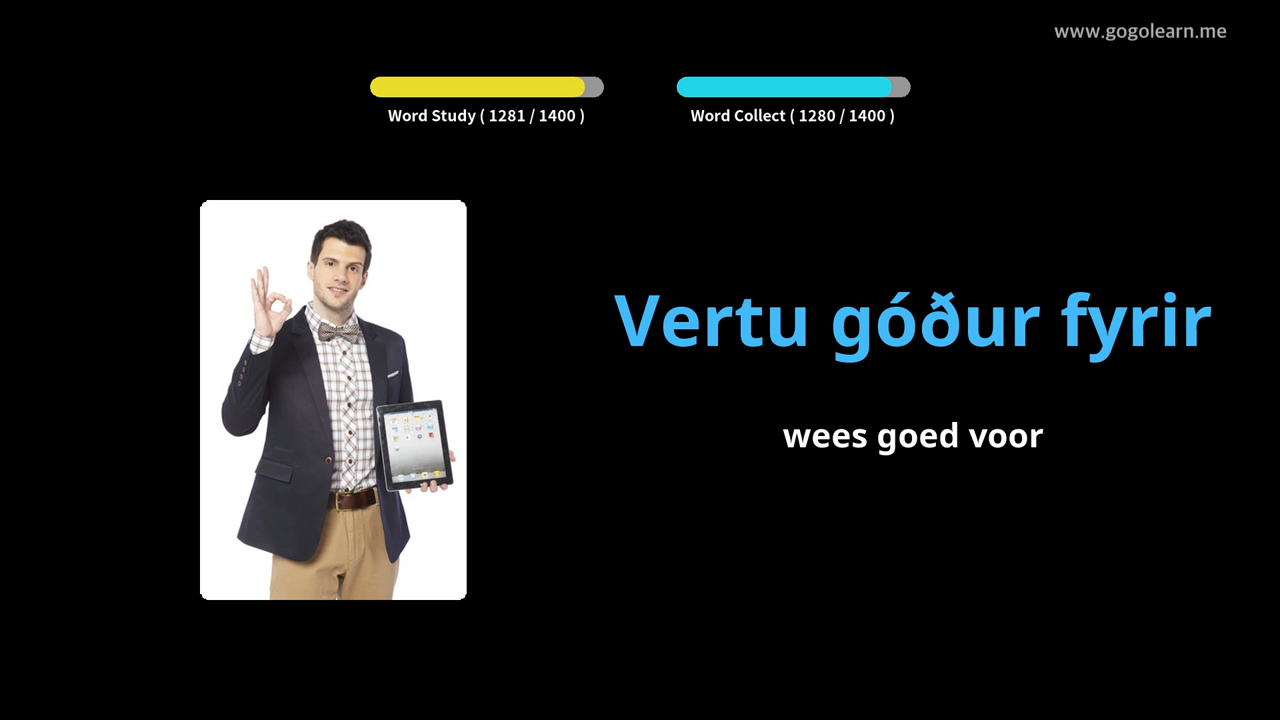 www.gogolearn.me
Word Study ( 1281 / 1400 )
Word Collect ( 1280 / 1400 )
Vertu góður fyrir
wees goed voor